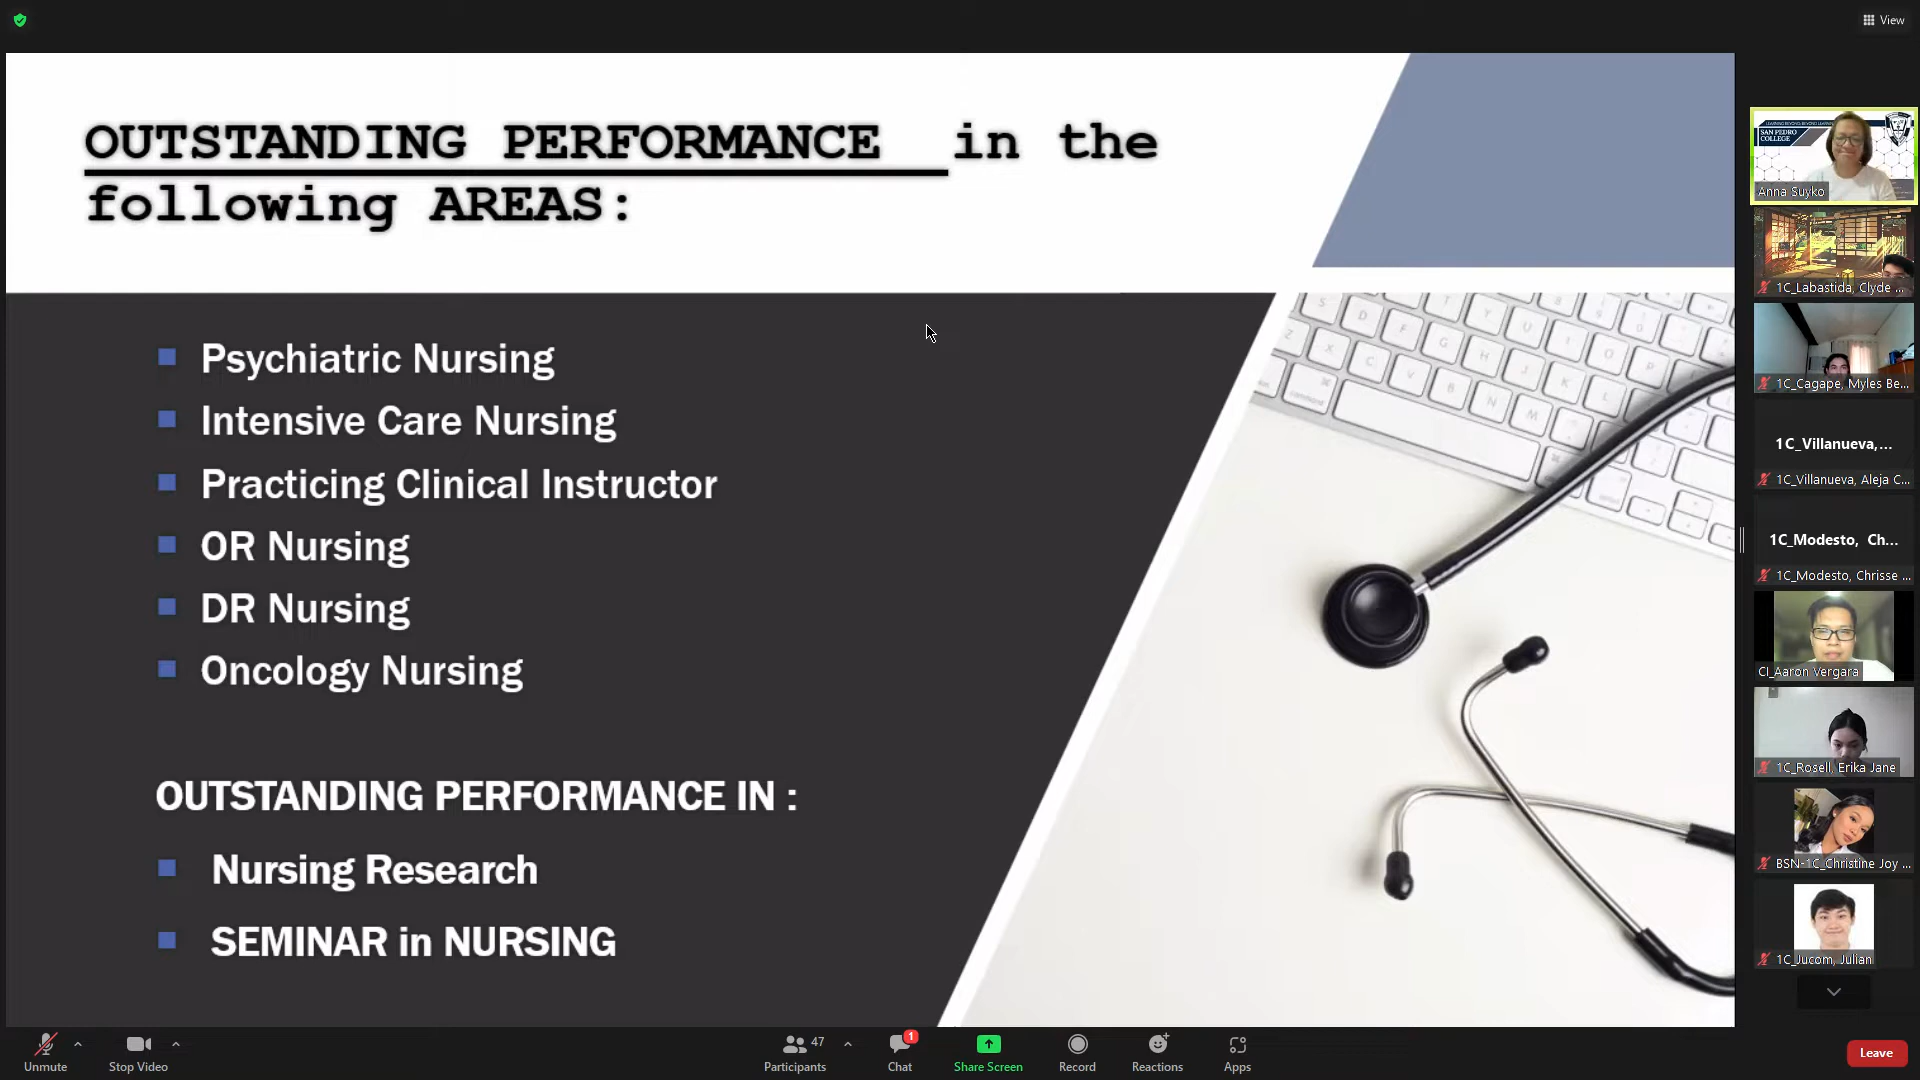 View
OUTSTANDING PERFORMANCE in the
following AREAS:
Psychiatric Nursing
Intensive Care Nursing
Practicing Clinical Instructor
OR Nursing
DR Nursing
Oncology Nursing
OUTSTANDING PERFORMANCE IN :
Nursing Research
SEMINAR in NURSING
SAN PEDRO
COLLEGE
Anna Suyko
1C_Labastida, Clyde ...
1C_Cagape, Myles Be...
1C_Villanueva,...
1C_Villanueva, Aleja C...
1C_Modesto, Ch...
1C_Modesto, Chrisse ...
CI_Aaron Vergara
1C_Rosell, Erika Jane
BSN-1C_Christine Joy ...
1C_Jucom, Julian
Unmute
Stop Video
47
Participants
1
Chat
Share Screen
Record
Reactions
Apps
Leave